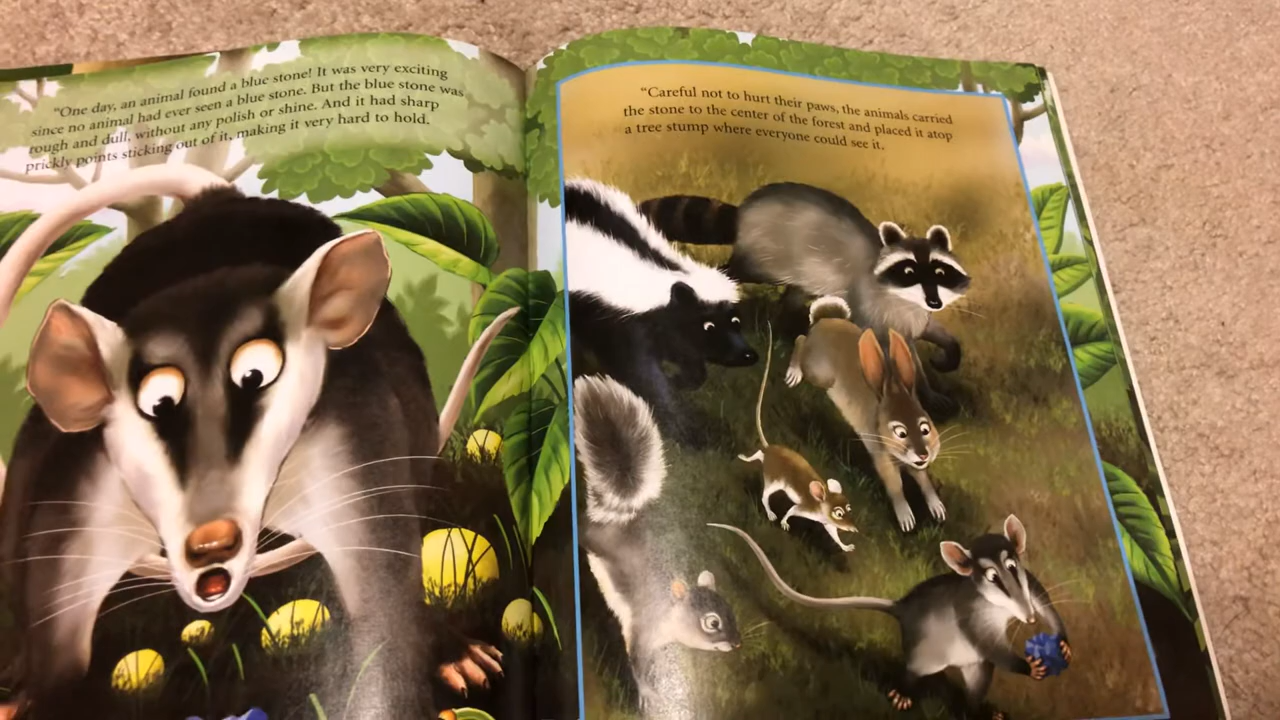 "One day, an animal found a blue stone! It was very exciting
since no animal had ever seen a blue stone. But the blue stone was
rough and dull, without any polish or shine. And it had sharp
prickly points sticking out of it, making it very hard to hold.
"Careful not to hurt their paws, the animals carried
the stone to the center of the forest and placed it atop
a tree stump where everyone could see it.